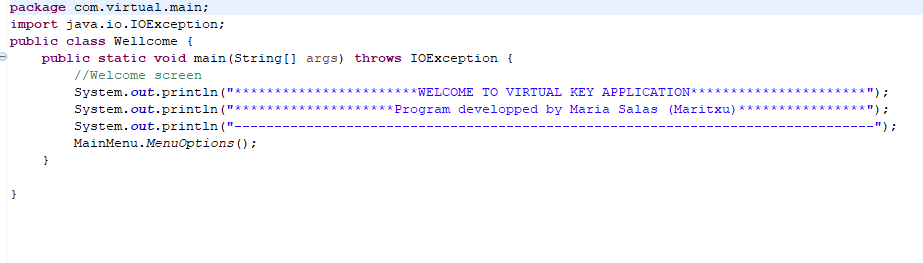 package com.virtual.main;
import java.io.IOException;
public class Wellcome {
public static void main(String[] args) throws IOException {
//Welcome screen
System.out.println("***********************WELCOME TO VIRTUAL KEY APPLICATION**********************");
System.out.println("********************Program developped by Maria Salas (Maritxu)****************");
System.out.println("--------------------------------------------------------------------------------");
MainMenu.MenuOptions();
}
}